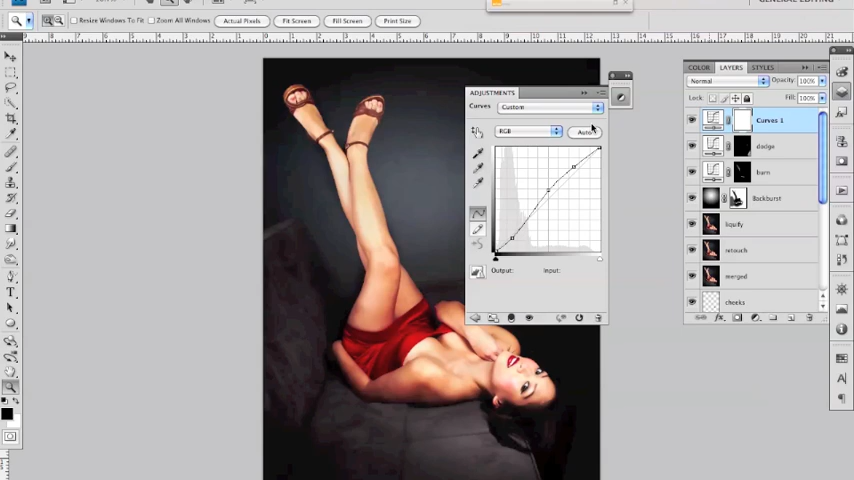 GENERAL EDITING
Resize Windows To Fit
Zoom All Windows
Actual Pixels
Fit Screen
Fill Screen
Print Size
ADJUSTMENTS
Curves
Custom
RGB
Auto
Output:
Input:
COLOR
LAYERS
STYLES
Normal
Opacity: 100%
Lock:
Fill: 100%
Curves 1
dodge
burn
Backburst
liquify
retouch
merged
cheeks